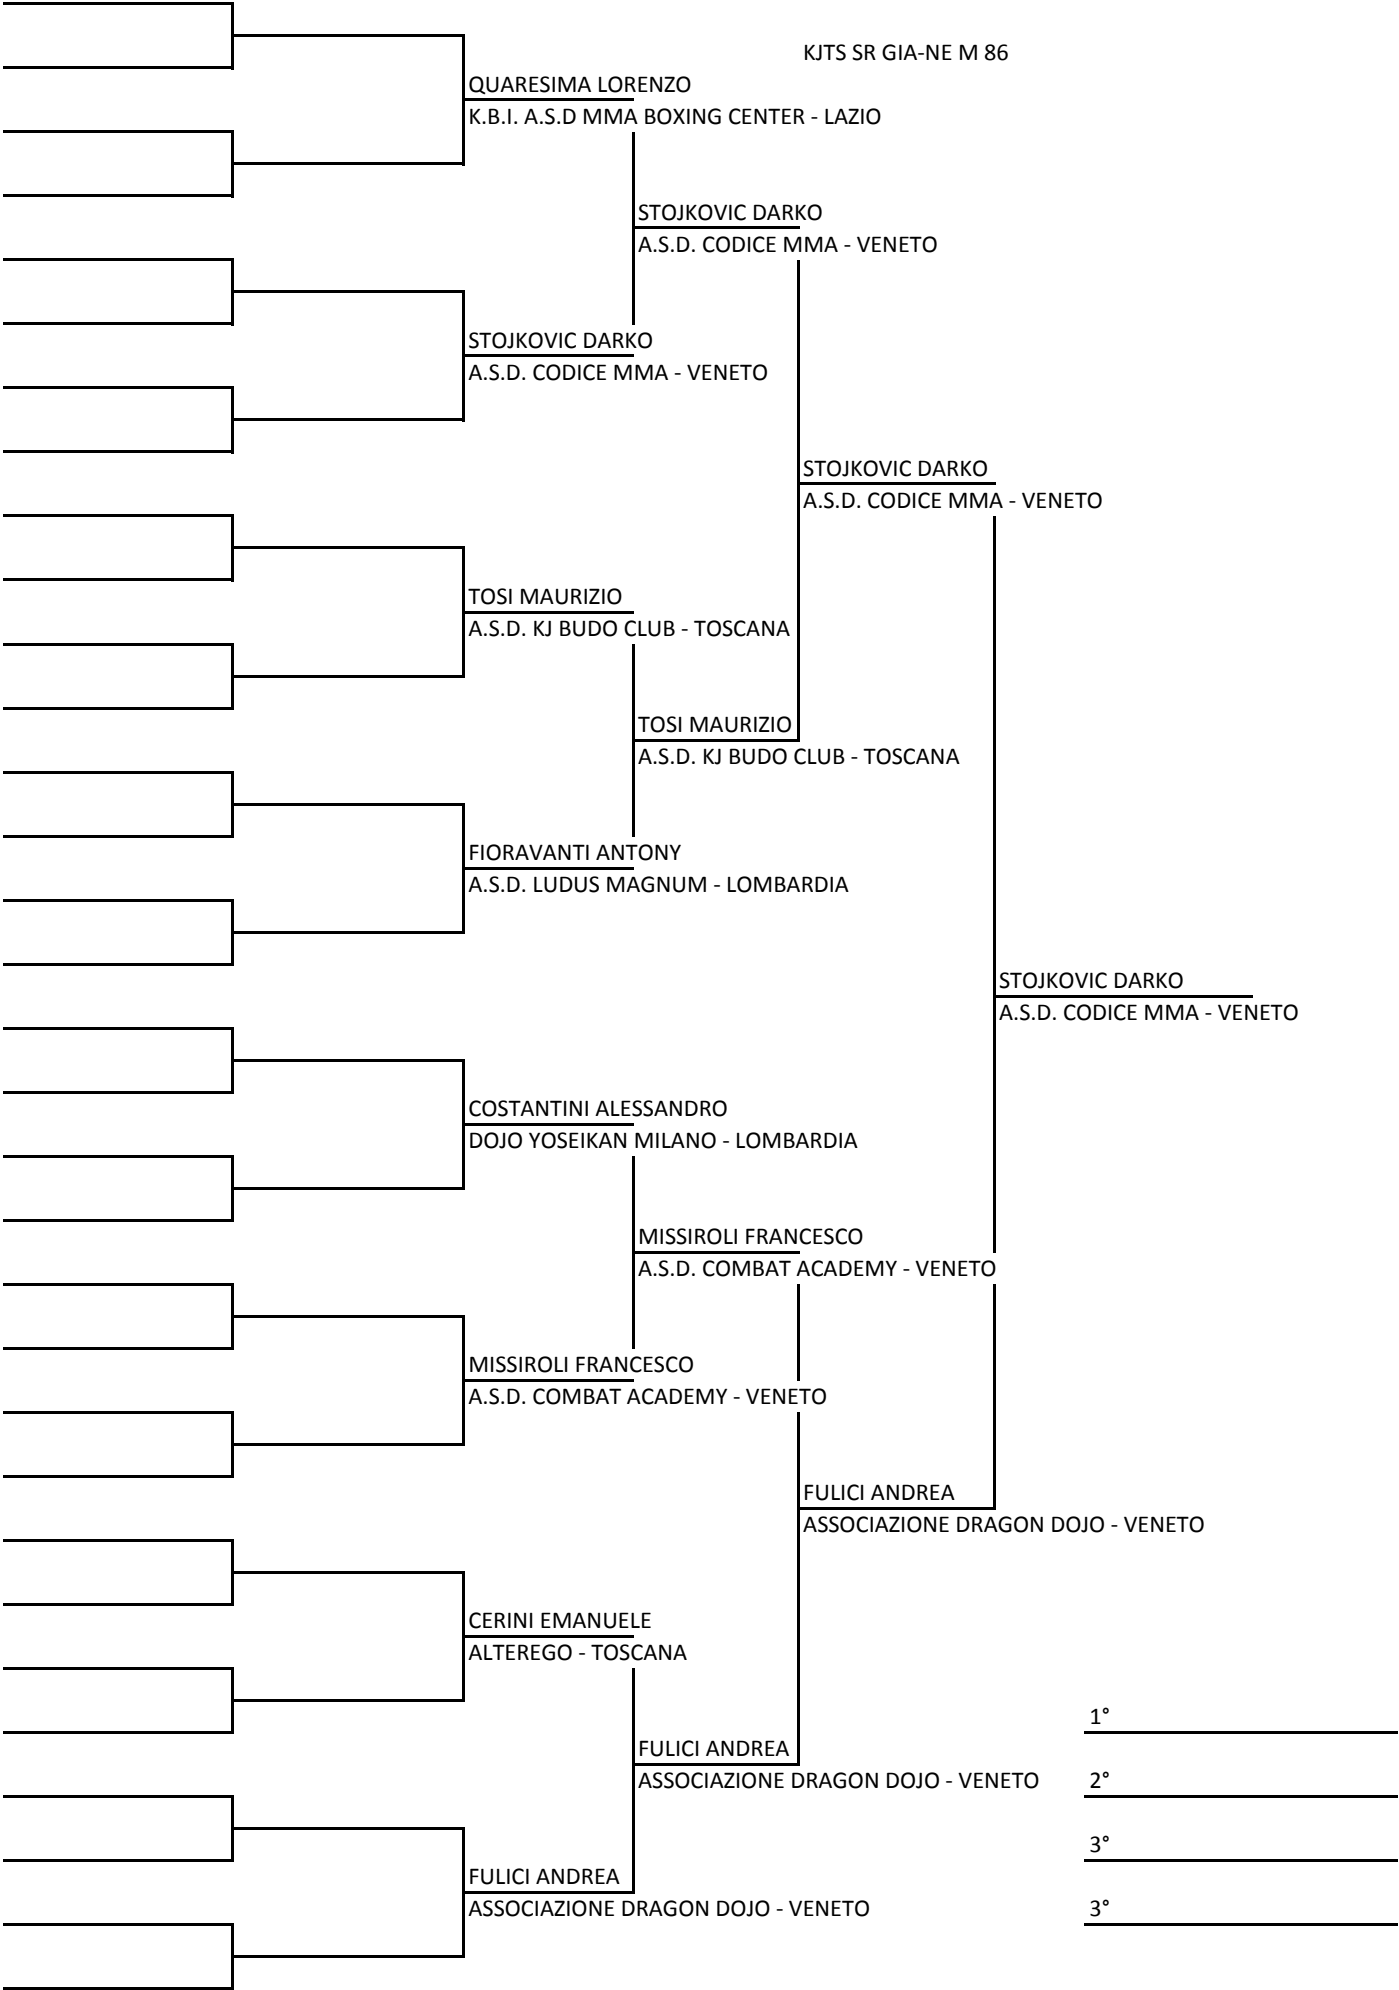 KJTS SR GIA-NE M 86
QUARESIMA LORENZO
K.B.I. A.S.D MMA BOXING CENTER - LAZIO
STOJKOVIC DARKO
A.S.D. CODICE MMA - VENETO
STOJKOVIC DARKO
A.S.D. CODICE MMA - VENETO
STOJKOVIC DARKO
A.S.D. CODICE MMA - VENETO
TOSI MAURIZIO
A.S.D. KJ BUDO CLUB - TOSCANA
TOSI MAURIZIO
A.S.D. KJ BUDO CLUB - TOSCANA
FIORAVANTI ANTONY
A.S.D. LUDUS MAGNUM - LOMBARDIA
STOJKOVIC DARKO
A.S.D. CODICE MMA - VENETO
COSTANTINI ALESSANDRO
DOJO YOSEIKAN MILANO - LOMBARDIA
MISSIROLI FRANCESCO
A.S.D. COMBAT ACADEMY - VENETO
MISSIROLI FRANCESCO
A.S.D. COMBAT ACADEMY - VENETO
FULICI ANDREA
ASSOCIAZIONE DRAGON DOJO - VENETO
CERINI EMANUELE
ALTEREGO - TOSCANA
1°
FULICI ANDREA
ASSOCIAZIONE DRAGON DOJO - VENETO
2°
3°
FULICI ANDREA
ASSOCIAZIONE DRAGON DOJO - VENETO
3°